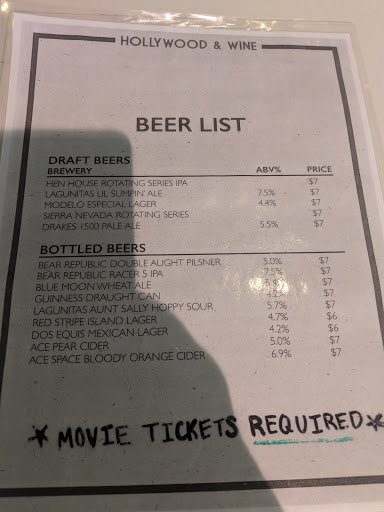 HOLLYWOOD & WINE
BEER LIST
DRAFT BEERS
BREWERY ABV% PRICE
HEN HOUSE ROTATING SERIES IPA $7
LAGUNITAS LIL SUMPIN' ALE 7.5% $7
MODELO ESPECIAL LAGER 4.4% $7
SIERRA NEVADA ROTATING SERIES $7
DRAKES 1500 PALE ALE 5.5% $7
BOTTLED BEERS
BEAR REPUBLIC DOUBLE AUGHT PILSNER 5.0% $7
BEAR REPUBLIC RACER 5 IPA 7.5% $7
BLUE MOON WHEAT ALE $7
GUINNESS DRAUGHT CAN 4.2% $7
LAGUNITAS AUNT SALLY HOPPY SOUR 5.7% $7
RED STRIPE ISLAND LAGER 4.7% $6
DOS EQUIS MEXICAN LAGER 4.2% $6
ACE PEAR CIDER 5.0% $7
ACE SPACE BLOODY ORANGE CIDER 6.9% $7
* MOVIE TICKETS REQUIRED *